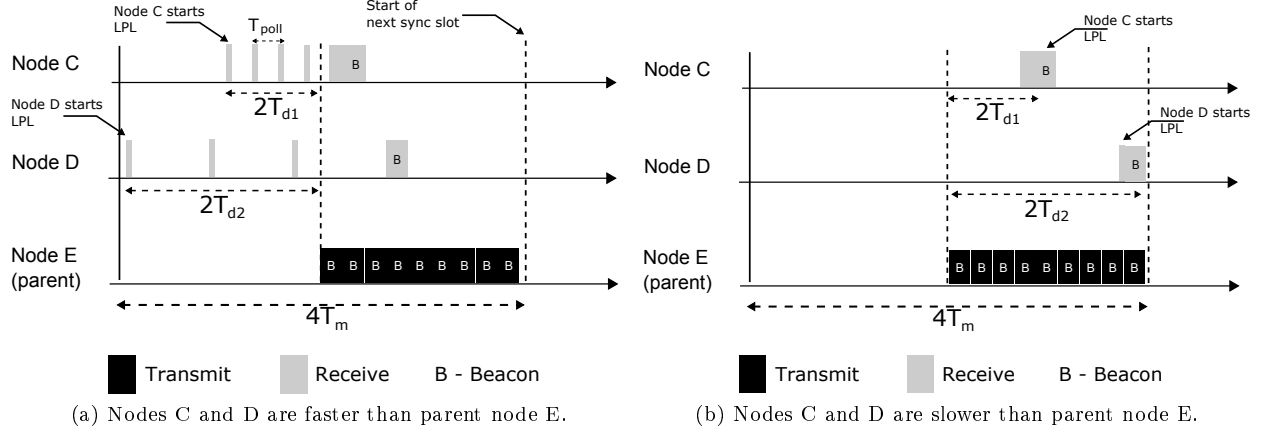 Node C starts
LPL
T_poll
Start of
next sync slot
Node C
B
2T_d1
Node D starts
LPL
Node D
B
2T_d2
Node E
(parent)
B B B B B B B B
4T_m
Transmit
Receive
B - Beacon
(a) Nodes C and D are faster than parent node E.
Node C starts
LPL
Node C
B
2T_d1
Node D starts
LPL
Node D
B
2T_d2
Node E
(parent)
B B B B B B B B B
4T_m
Transmit
Receive
B - Beacon
(b) Nodes C and D are slower than parent node E.